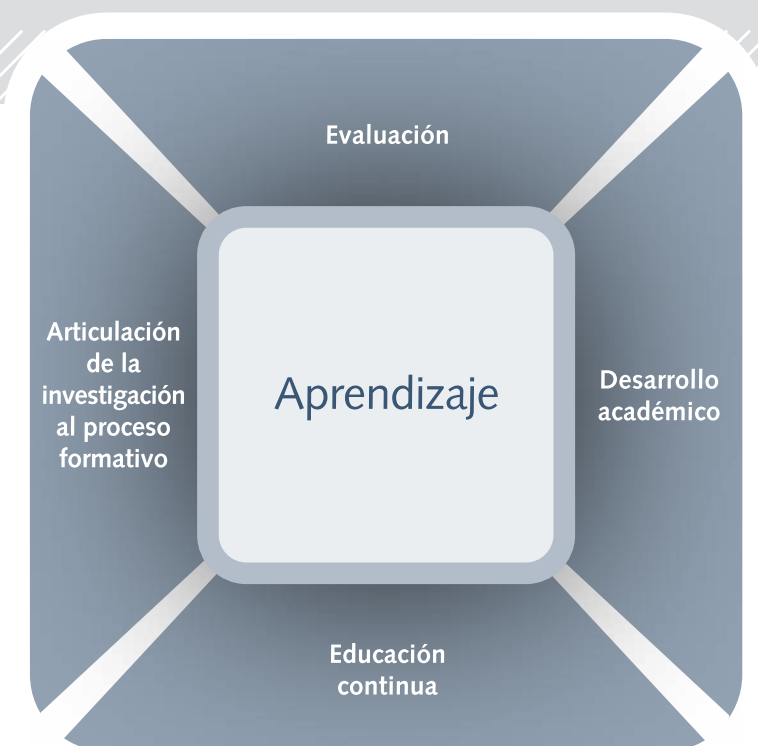 Evaluación
Articulación
de la
investigación
al proceso
formativo
Aprendizaje
Desarrollo
académico
Educación
continua